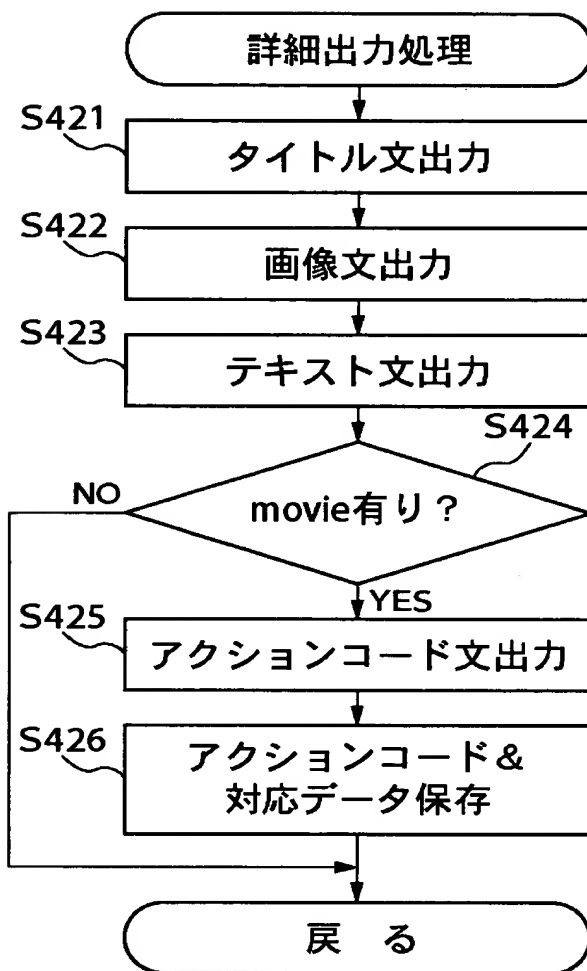 詳細出力処理
S421
タイトル文出力
S422
画像文出力
S423
テキスト文出力
S424
NO
movie有り？
YES
S425
アクションコード文出力
S426
アクションコード&
対応データ保存
戻 る